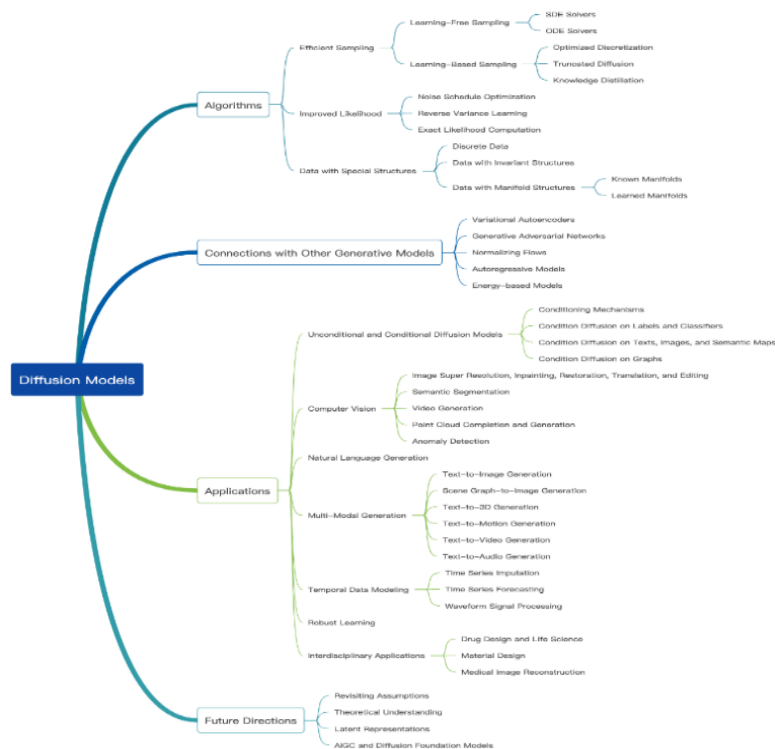 Diffusion Models
Algorithms
Efficient Sampling
Learning-Free Sampling
SDE Solvers
ODE Solvers
Learning-Based Sampling
Optimized Discretization
Truncated Diffusion
Knowledge Distillation
Improved Likelihood
Noise Schedule Optimization
Reverse Variance Learning
Exact Likelihood Computation
Data with Special Structures
Discrete Data
Data with Invariant Structures
Data with Manifold Structures
Known Manifolds
Learned Manifolds
Connections with Other Generative Models
Variational Autoencoders
Generative Adversarial Networks
Normalizing Flows
Autoregressive Models
Energy-based Models
Applications
Unconditional and Conditional Diffusion Models
Conditioning Mechanisms
Condition Diffusion on Labels and Classifiers
Condition Diffusion on Texts, Images, and Semantic Maps
Condition Diffusion on Graphs
Computer Vision
Image Super Resolution, Inpainting, Restoration, Translation, and Editing
Semantic Segmentation
Video Generation
Point Cloud Completion and Generation
Anomaly Detection
Natural Language Generation
Multi-Modal Generation
Text-to-Image Generation
Scene Graph-to-Image Generation
Text-to-3D Generation
Text-to-Motion Generation
Text-to-Video Generation
Text-to-Audio Generation
Temporal Data Modeling
Time Series Imputation
Time Series Forecasting
Waveform Signal Processing
Robust Learning
Interdisciplinary Applications
Drug Design and Life Science
Material Design
Medical Image Reconstruction
Future Directions
Revisiting Assumptions
Theoretical Understanding
Latent Representations
AIGC and Diffusion Foundation Models